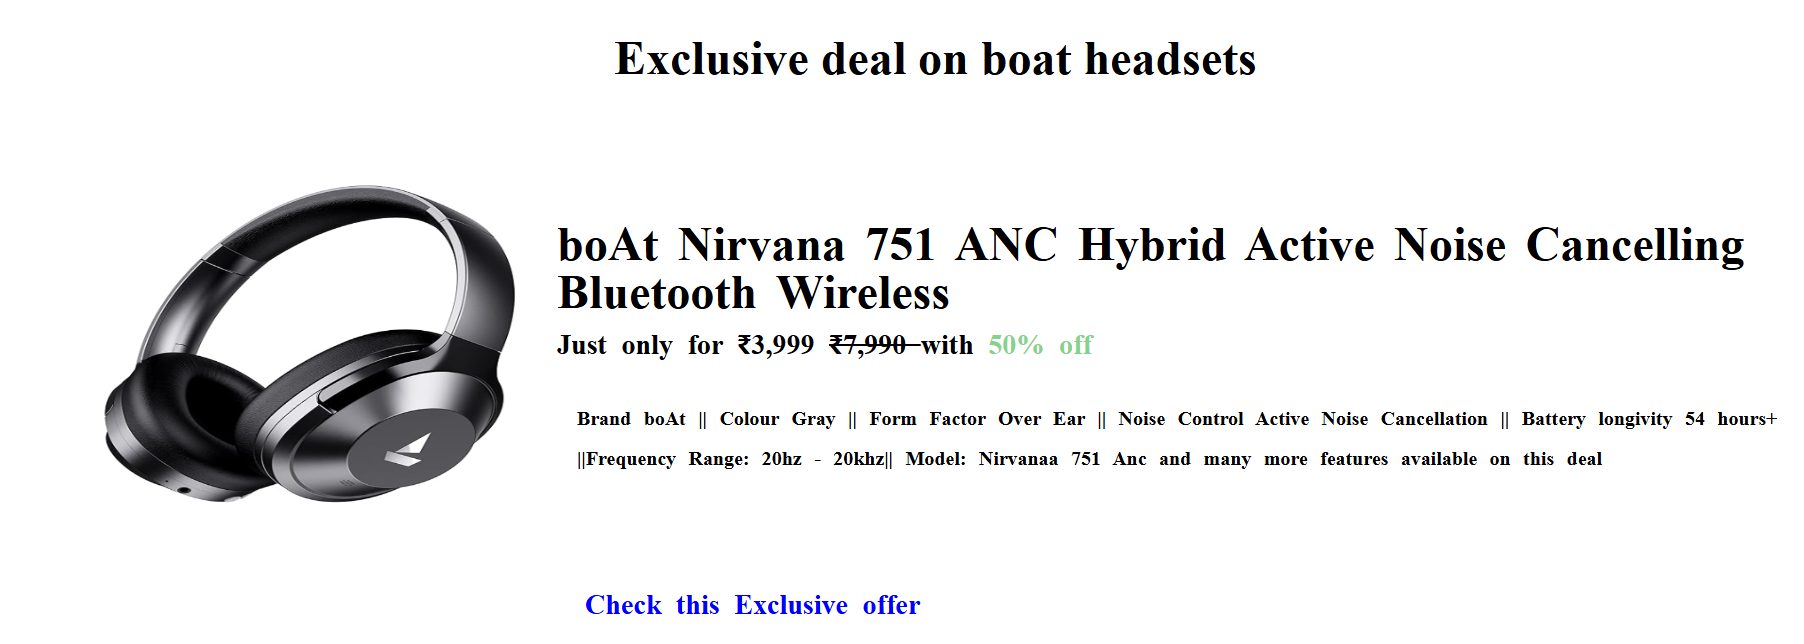 Exclusive deal on boat headsets
boAt Nirvana 751 ANC Hybrid Active Noise Cancelling
Bluetooth Wireless
Just only for ₹3,999 ₹7,990 with 50% off
Brand boAt || Colour Gray || Form Factor Over Ear || Noise Control Active Noise Cancellation || Battery longivity 54 hours+
||Frequency Range: 20hz - 20khz|| Model: Nirvanaa 751 Anc and many more features available on this deal
Check this Exclusive offer